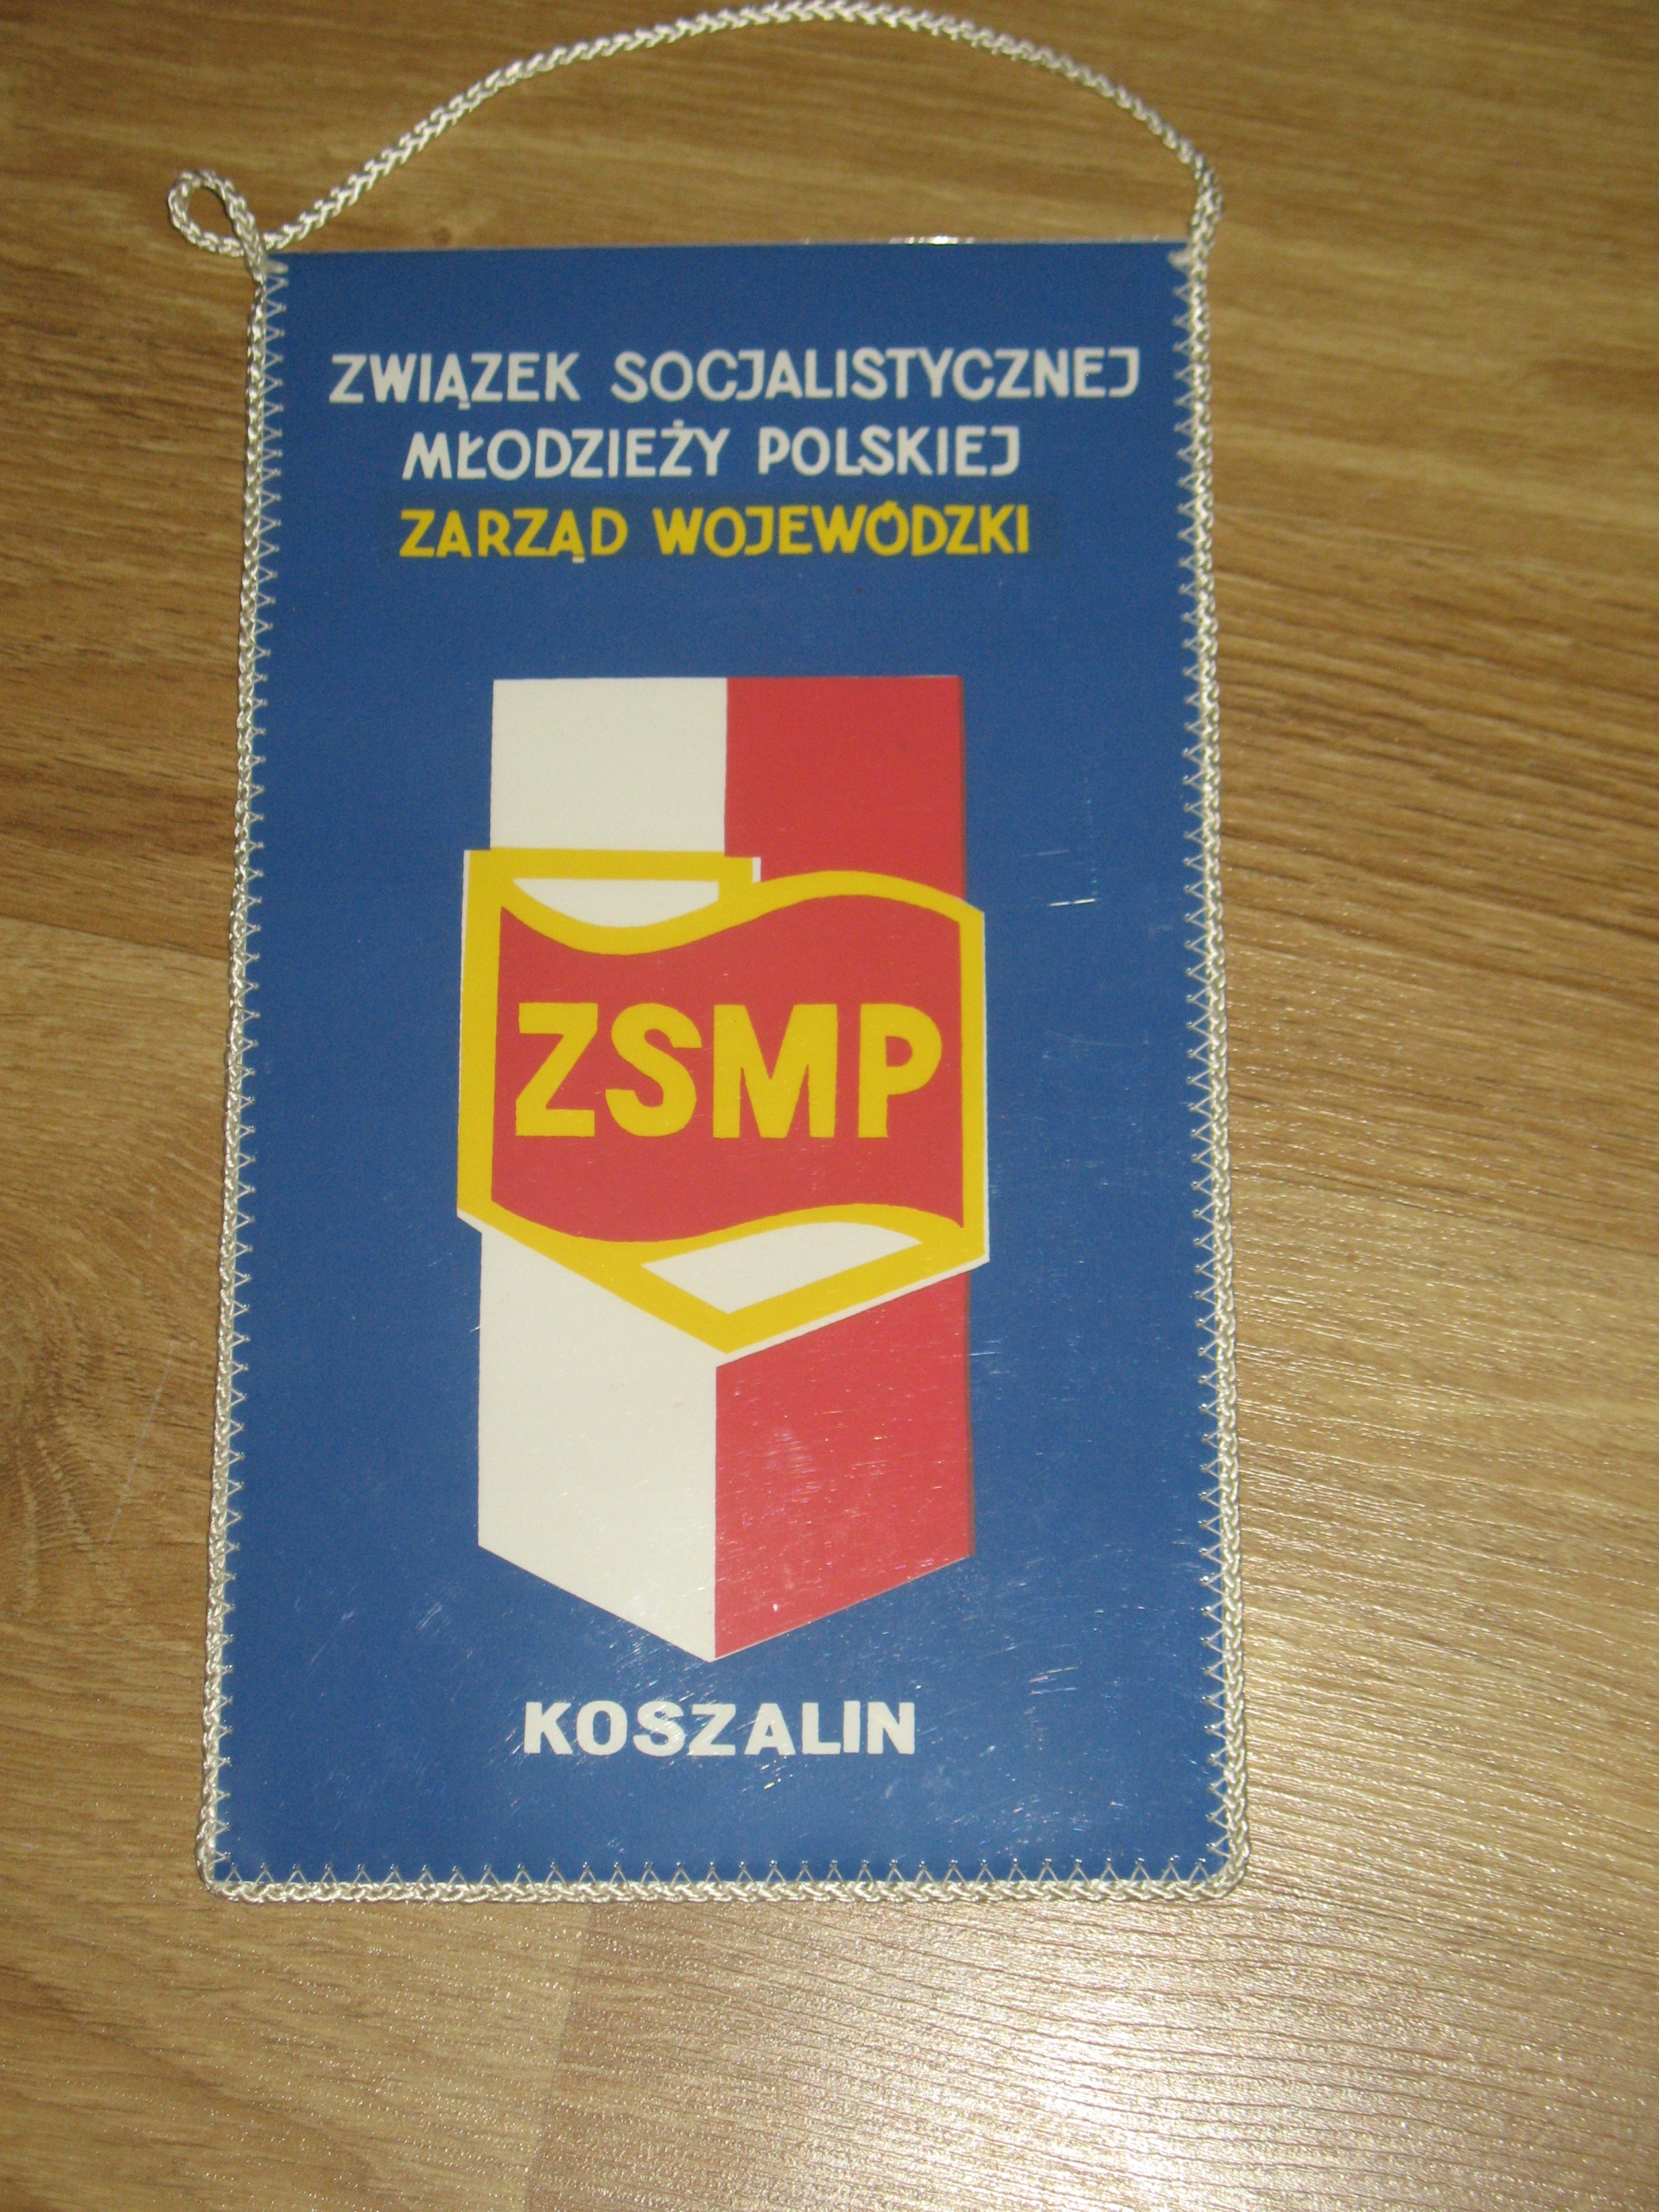 ZWIĄZEK SOCJALISTYCZNEJ
MŁODZIEŻY POLSKIEJ
ZARZĄD WOJEWÓDZKI
ZSMP
KOSZALIN